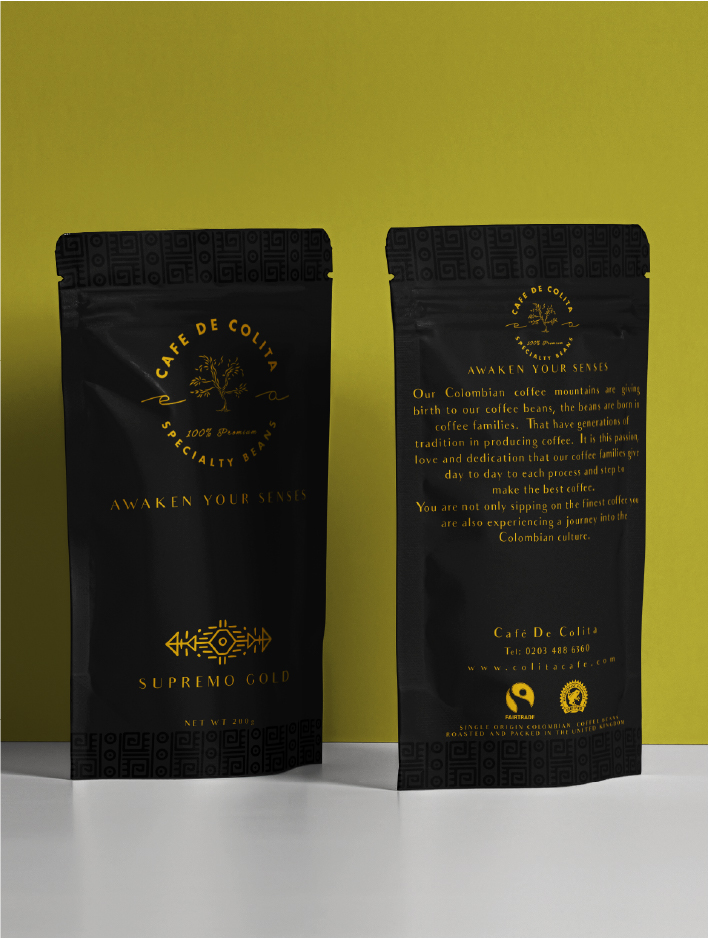 CAFE DE COLITA
100% Premium
SPECIALTY BEANS
AWAKEN YOUR SENSES
SUPREMO GOLD
NET WT 200g
CAFE DE COLITA
100% Premium
SPECIALTY BEANS
AWAKEN YOUR SENSES
Our Colombian coffee mountains are giving
birth to our coffee beans, the beans are born in
coffee families. That have generations of
tradition in producing coffee. It is this passion,
love and dedication that our coffee families give
day to day to each process and step to
make the best coffee.
You are not only sipping on the finest coffee you
are also experiencing a journey into the
Colombian culture.
Café De Colita
Tel: 0203 488 6360
www.colitacafe.com
FAIRTRADE
SINGLE ORIGIN COLOMBIAN COFFEE BEANS
ROASTED AND PACKED IN THE UNITED KINGDOM